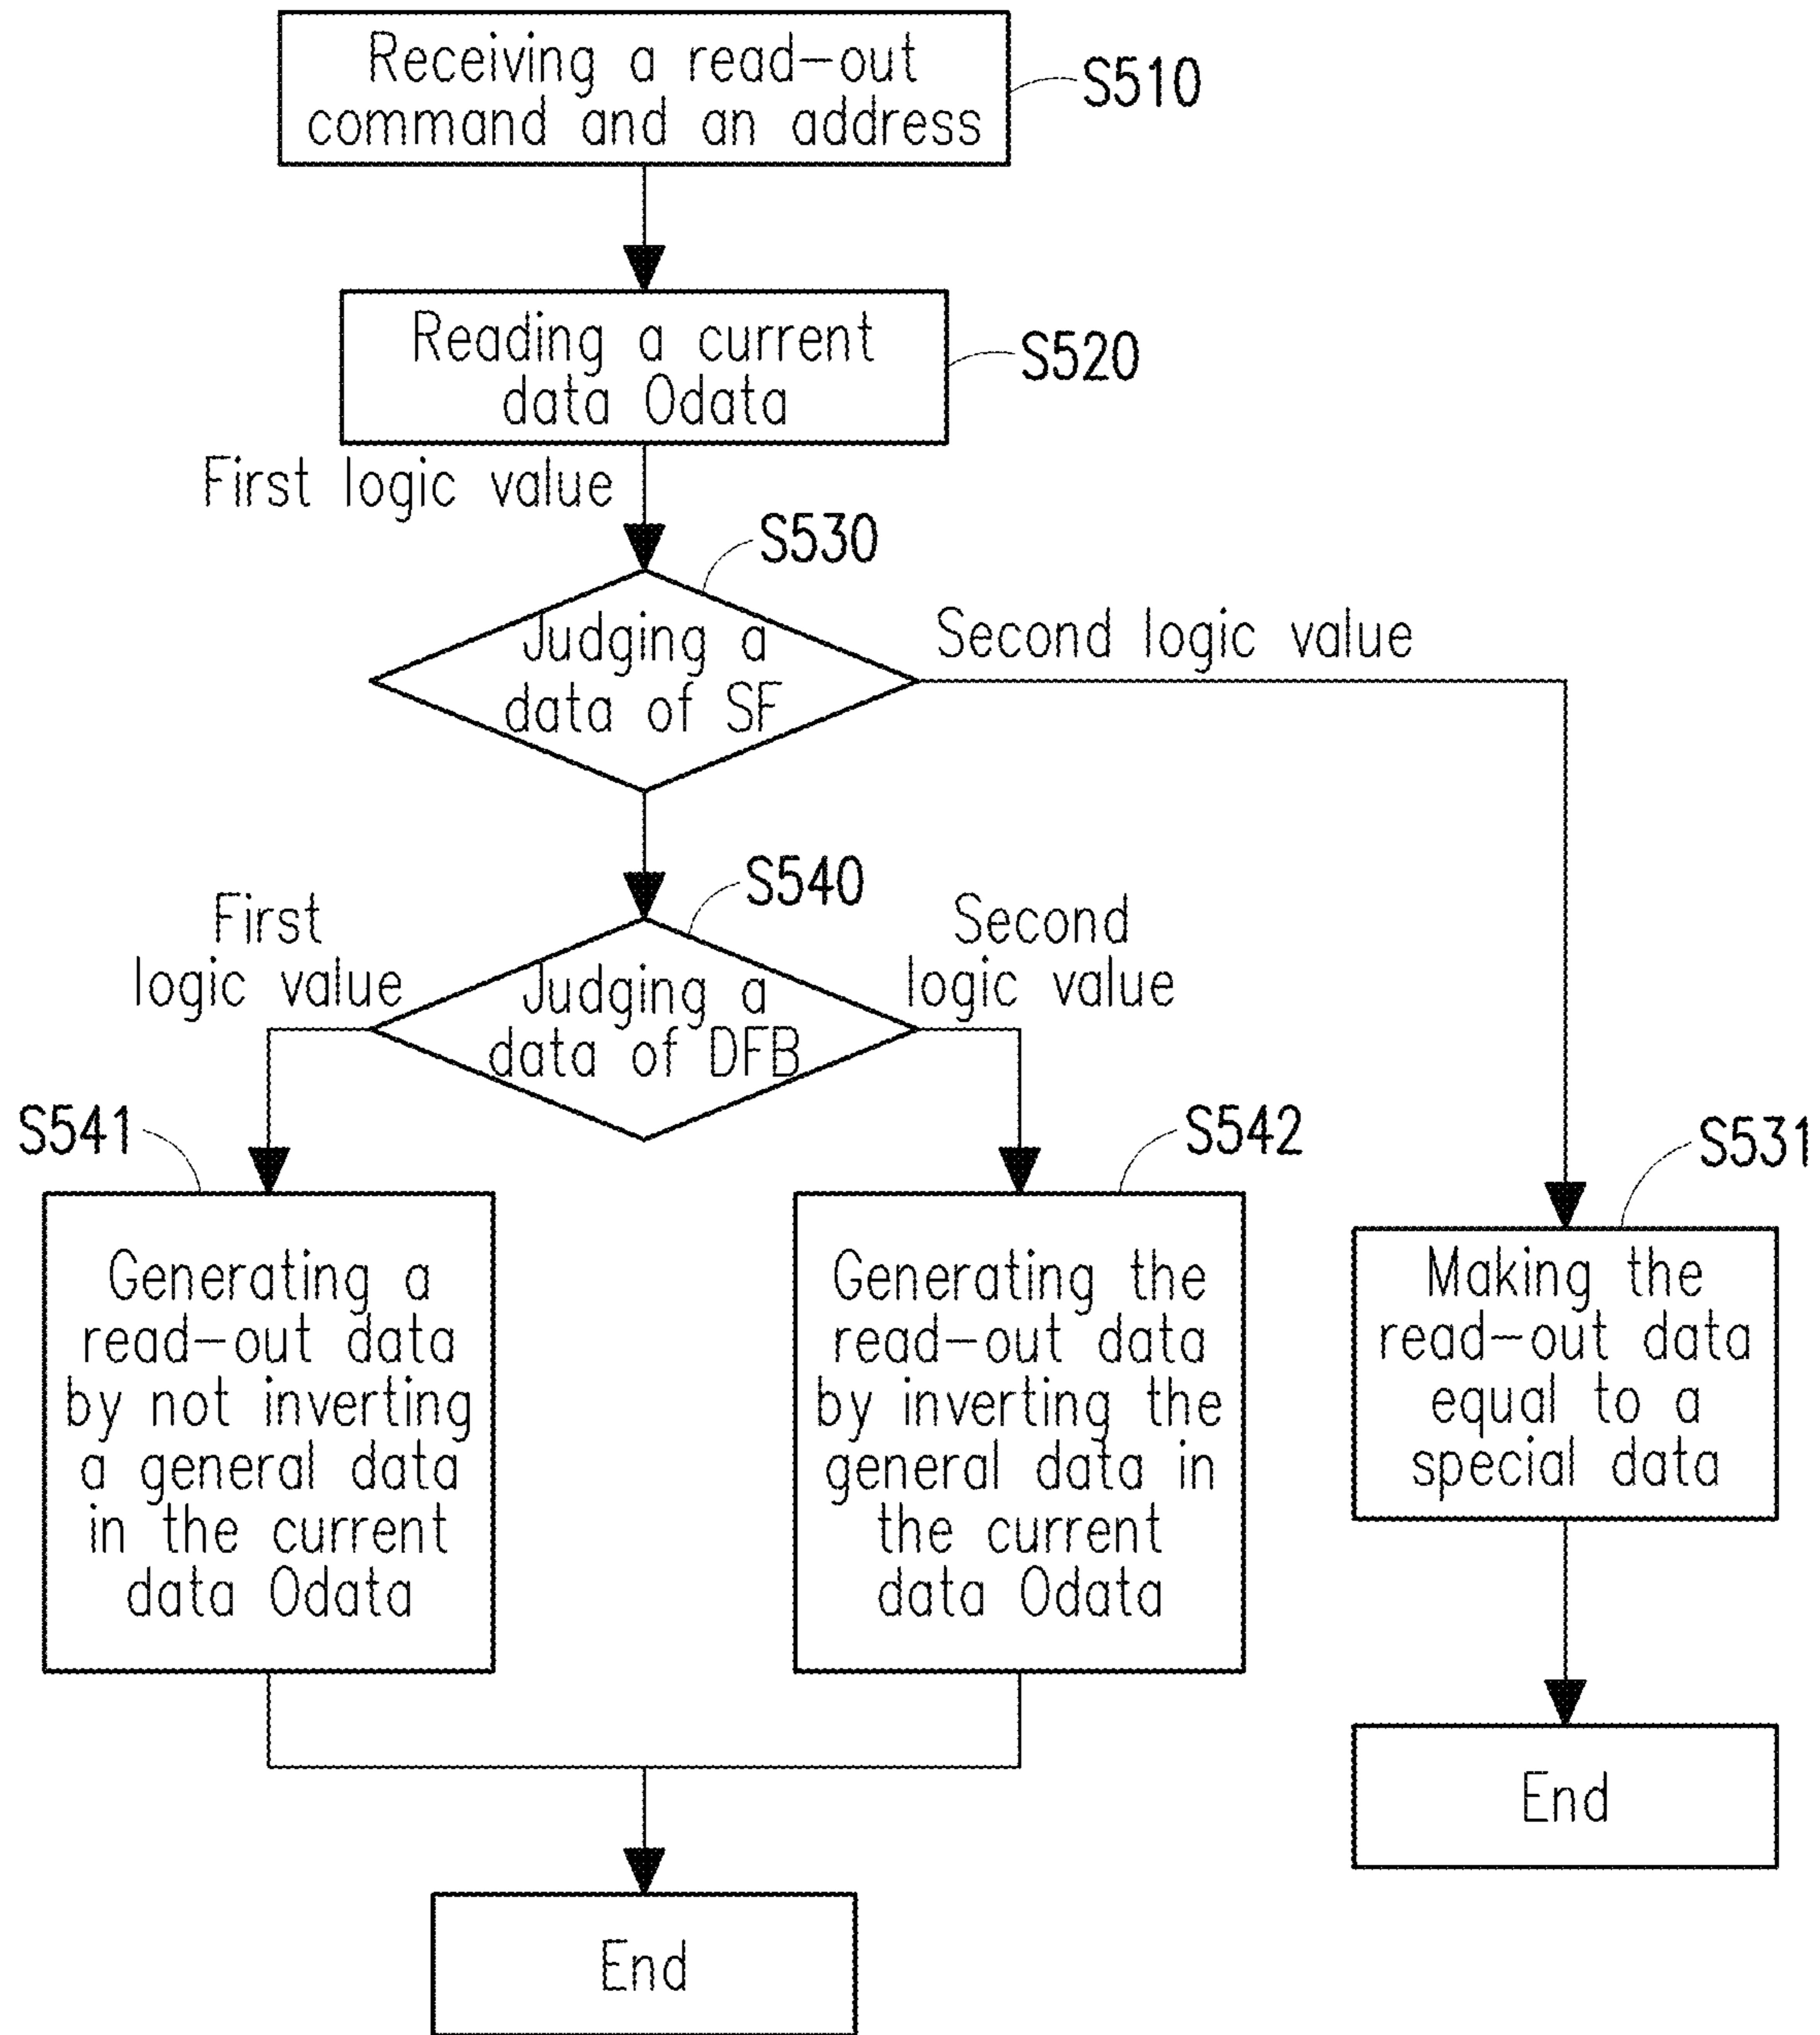 Receiving a read-out
command and an address
S510
Reading a current
data Odata
S520
First logic value
S530
Judging a
data of SF
Second logic value
S540
First
logic value
Judging a
data of DFB
Second
logic value
S541
S542
S531
Generating a
read-out data
by not inverting
a general data
in the current
data Odata
Generating the
read-out data
by inverting the
general data in
the current
data Odata
Making the
read-out data
equal to a
special data
End
End